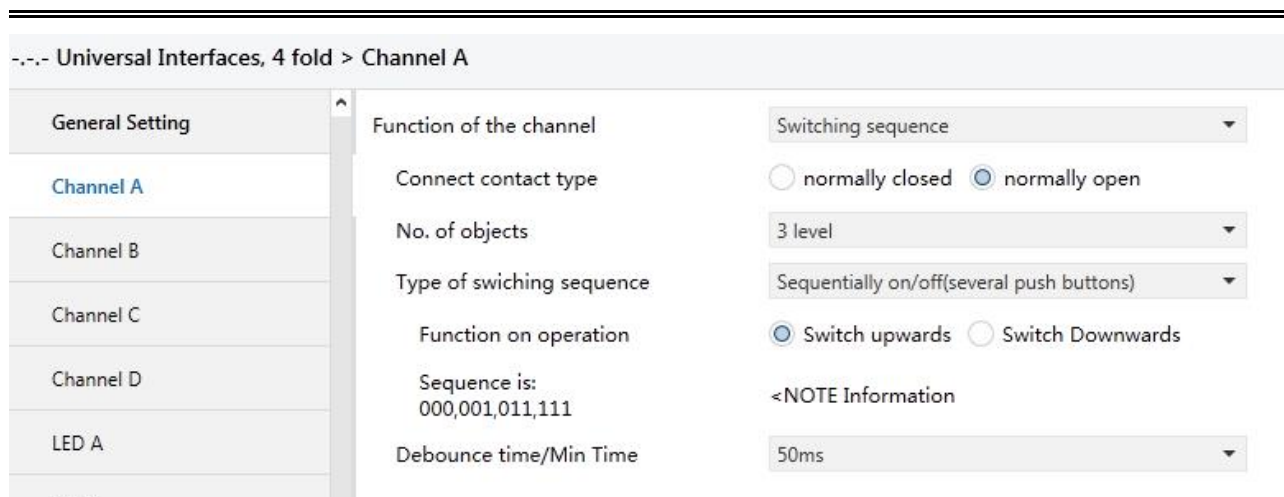 -.-.- Universal Interfaces, 4 fold > Channel A
General Setting
Channel A
Channel B
Channel C
Channel D
LED A
Function of the channel Switching sequence
Connect contact type normally closed normally open
No. of objects 3 level
Type of swiching sequence Sequentially on/off(several push buttons)
Function on operation Switch upwards Switch Downwards
Sequence is:
000,001,011,111 <NOTE Information
Debounce time/Min Time 50ms